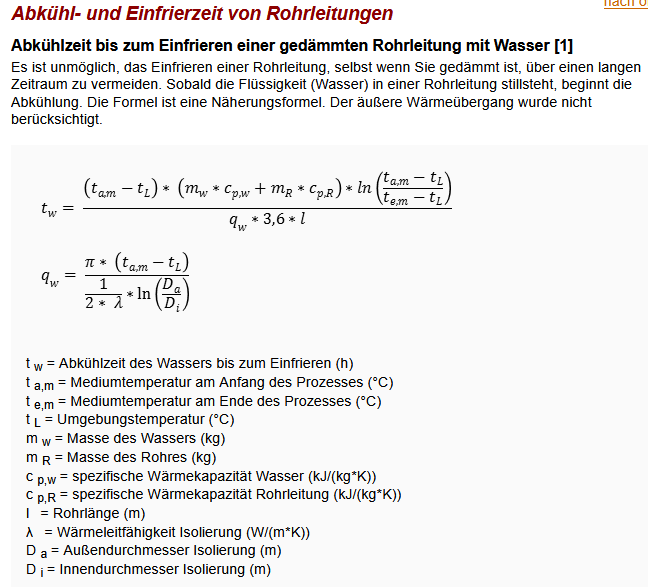 nach o
Abkühl- und Einfrierzeit von Rohrleitungen
Abkühlzeit bis zum Einfrieren einer gedämmten Rohrleitung mit Wasser [1]
Es ist unmöglich, das Einfrieren einer Rohrleitung, selbst wenn Sie gedämmt ist, über einen langen
Zeitraum zu vermeiden. Sobald die Flüssigkeit (Wasser) in einer Rohrleitung stillsteht, beginnt die
Abkühlung. Die Formel ist eine Näherungsformel. Der äußere Wärmeübergang wurde nicht
berücksichtigt.
t_w = ((t_a,m − t_L) * (m_w * c_p,w + m_R * c_p,R) * ln((t_a,m − t_L)/(t_e,m − t_L))) / (q_w * 3,6 * l)
q_w = (π * (t_a,m − t_L)) / (1/(2 * λ) * ln(D_a/D_i))
t w = Abkühlzeit des Wassers bis zum Einfrieren (h)
t a,m = Mediumtemperatur am Anfang des Prozesses (°C)
t e,m = Mediumtemperatur am Ende des Prozesses (°C)
t L = Umgebungstemperatur (°C)
m w = Masse des Wassers (kg)
m R = Masse des Rohres (kg)
c p,w = spezifische Wärmekapazität Wasser (kJ/(kg*K))
c p,R = spezifische Wärmekapazität Rohrleitung (kJ/(kg*K))
l = Rohrlänge (m)
λ = Wärmeleitfähigkeit Isolierung (W/(m*K))
D a = Außendurchmesser Isolierung (m)
D i = Innendurchmesser Isolierung (m)